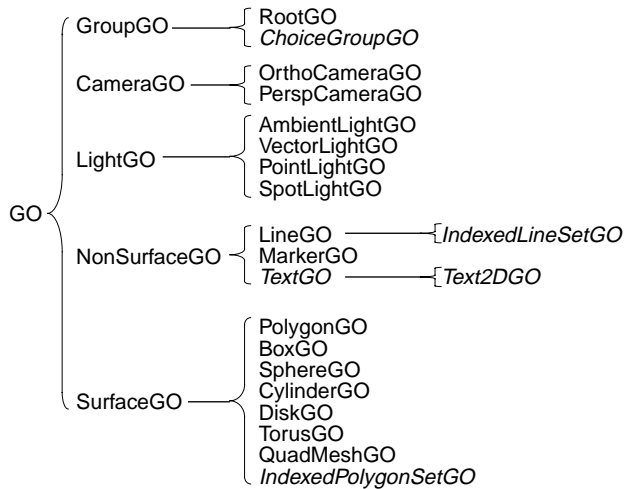 GO
GroupGO
RootGO
ChoiceGroupGO
CameraGO
OrthoCameraGO
PerspCameraGO
LightGO
AmbientLightGO
VectorLightGO
PointLightGO
SpotLightGO
NonSurfaceGO
LineGO
IndexedLineSetGO
MarkerGO
TextGO
Text2DGO
SurfaceGO
PolygonGO
BoxGO
SphereGO
CylinderGO
DiskGO
TorusGO
QuadMeshGO
IndexedPolygonSetGO